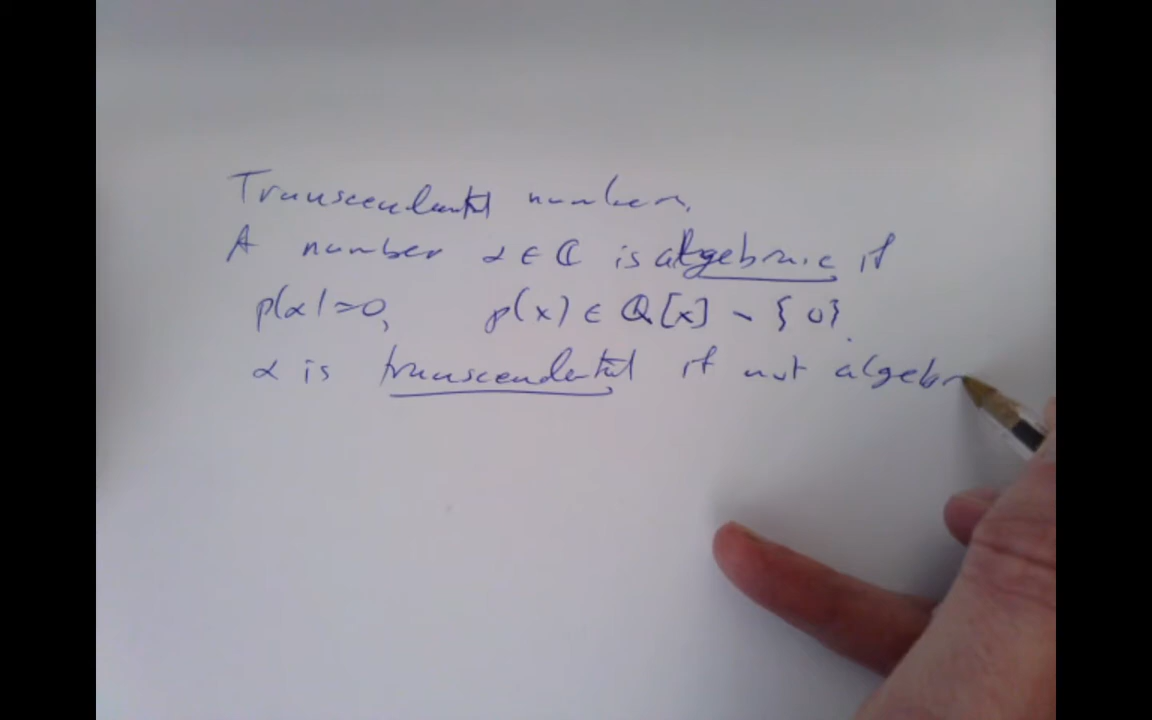 Transcendental numbers.
A number α ∈ ℂ is algebraic if
p(α)=0, p(x) ∈ ℚ[x] ∖ {0}.
α is transcendental if not algebr